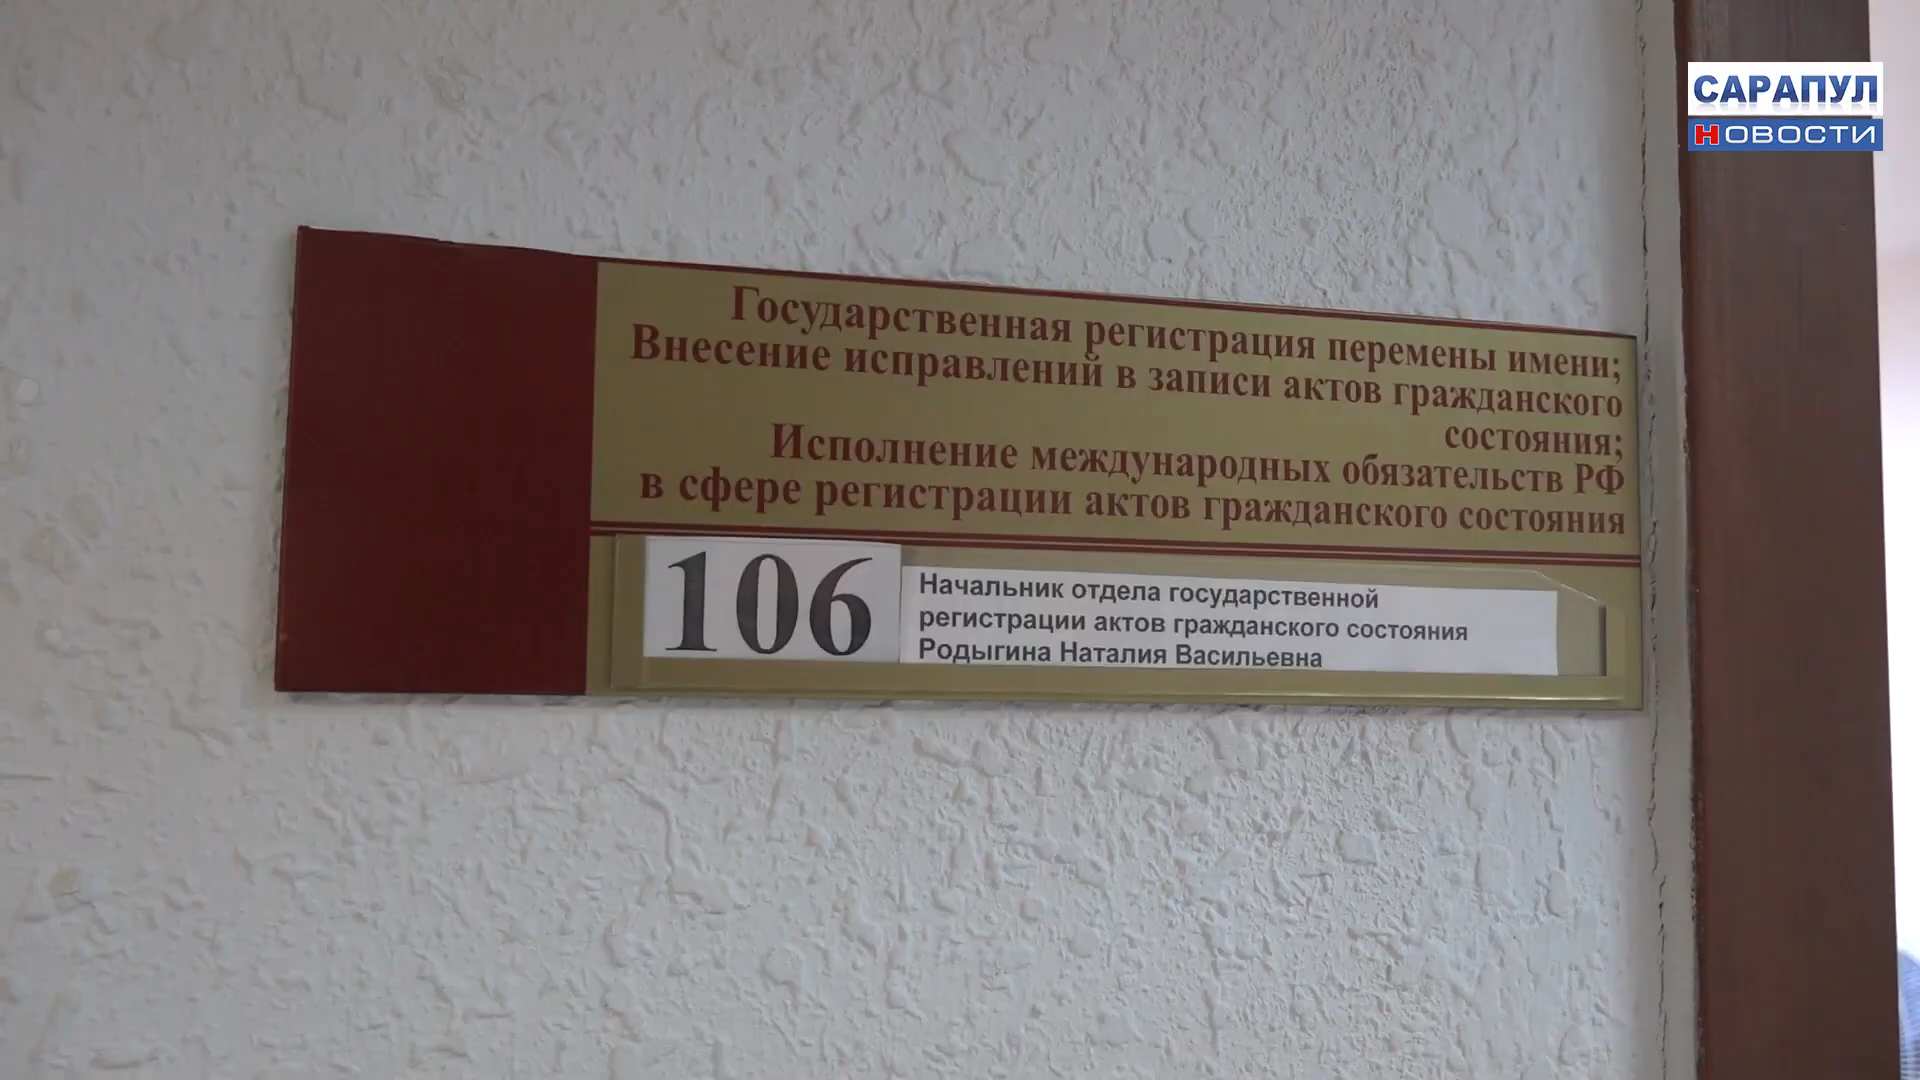 САРАПУЛ
НОВОСТИ
Государственная регистрация перемены имени;
Внесение исправлений в записи актов гражданского
состояния;
Исполнение международных обязательств РФ
в сфере регистрации актов гражданского состояния
106
Начальник отдела государственной
регистрации актов гражданского состояния
Родыгина Наталия Васильевна